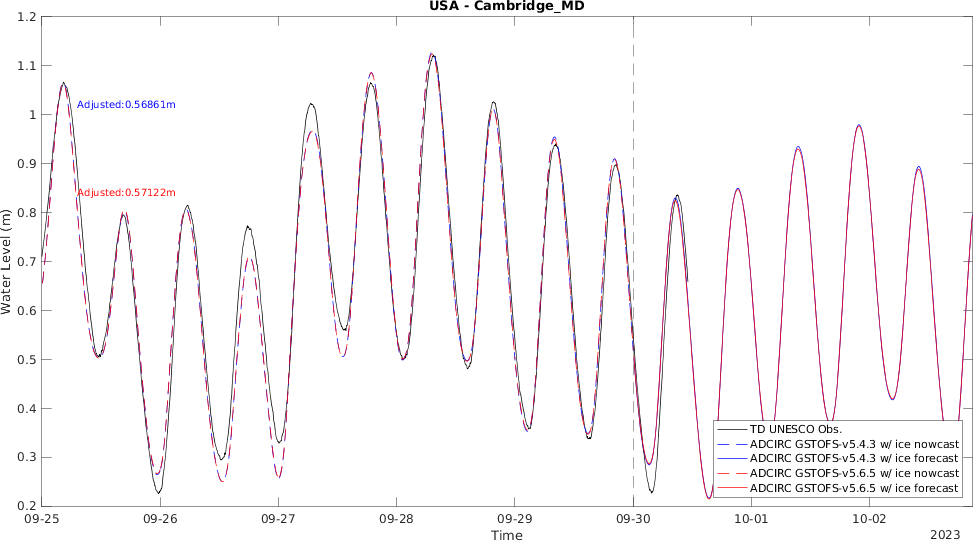 USA - Cambridge_MD
1.2
1.1
1
0.9
0.8
0.7
0.6
0.5
0.4
0.3
0.2
Water Level (m)
Adjusted:0.56861m
Adjusted:0.57122m
TD UNESCO Obs.
ADCIRC GSTOFS-v5.4.3 w/ ice nowcast
ADCIRC GSTOFS-v5.4.3 w/ ice forecast
ADCIRC GSTOFS-v5.6.5 w/ ice nowcast
ADCIRC GSTOFS-v5.6.5 w/ ice forecast
09-25 09-26 09-27 09-28 09-29 09-30 10-01 10-02
Time
2023